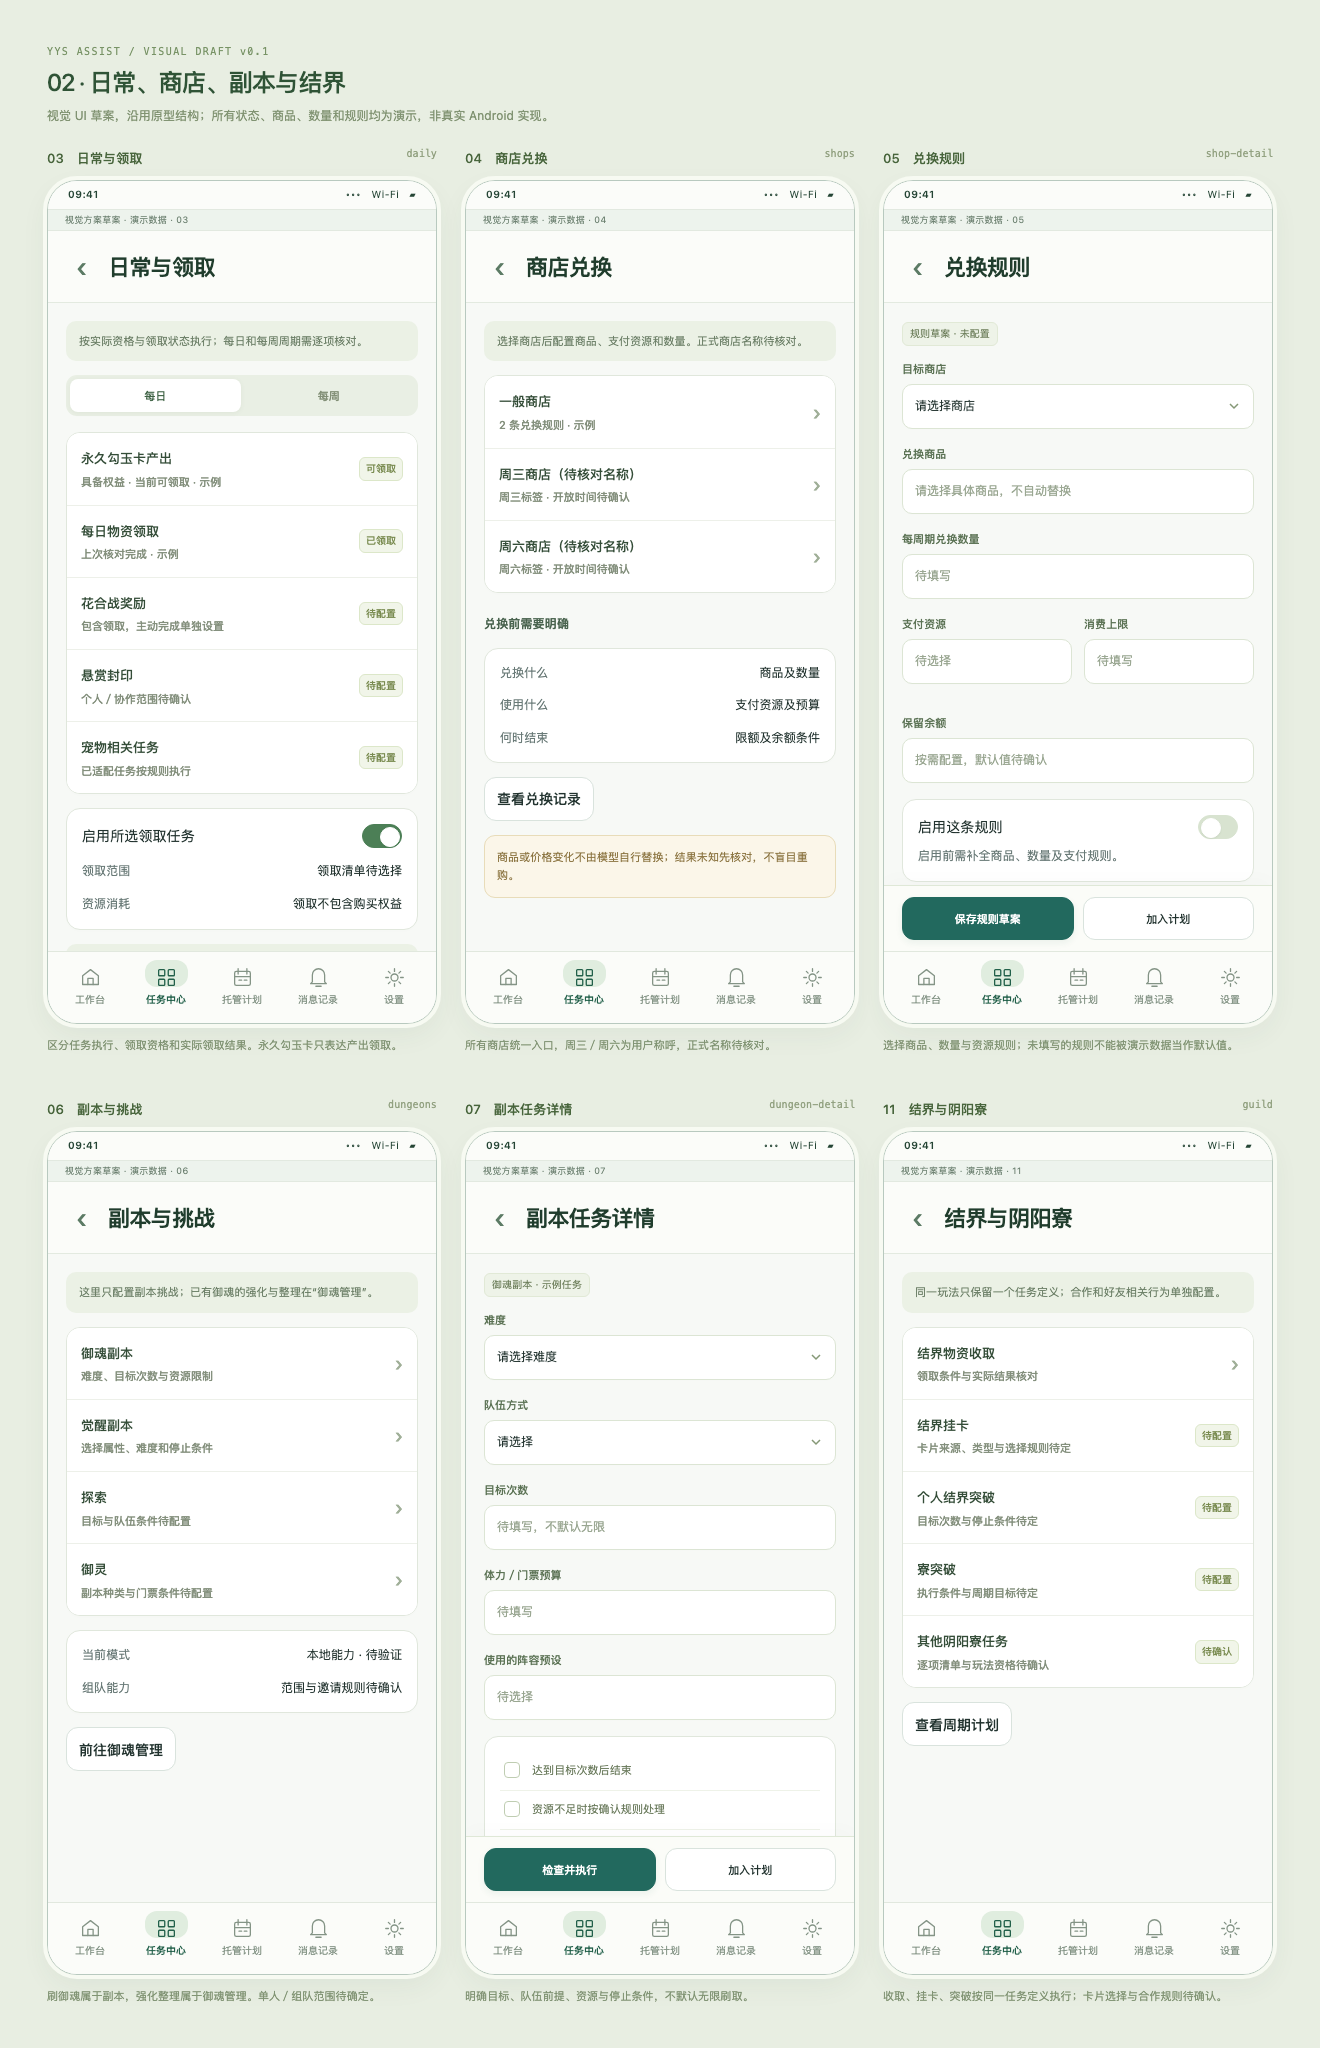 YYS ASSIST / VISUAL DRAFT v0.1
02 · 日常、商店、副本与结界
视觉 UI 草案，沿用原型结构；所有状态、商品、数量和规则均为演示，非真实 Android 实现。
03 日常与领取 daily
09:41 ••• Wi-Fi
视觉方案草案 · 演示数据 · 03
‹ 日常与领取
按实际资格与领取状态执行；每日和每周周期需逐项核对。
每日 每周
永久勾玉卡产出
具备权益 · 当前可领取 · 示例
可领取
每日物资领取
上次核对完成 · 示例
已领取
花合战奖励
包含领取，主动完成单独设置
待配置
悬赏封印
个人 / 协作范围待确认
待配置
宠物相关任务
已适配任务按规则执行
待配置
启用所选领取任务
领取范围 领取清单待选择
资源消耗 领取不包含购买权益
工作台 任务中心 托管计划 消息记录 设置
区分任务执行、领取资格和实际领取结果。永久勾玉卡只表达产出领取。
04 商店兑换 shops
09:41 ••• Wi-Fi
视觉方案草案 · 演示数据 · 04
‹ 商店兑换
选择商店后配置商品、支付资源和数量。正式商店名称待核对。
一般商店
2 条兑换规则 · 示例
周三商店（待核对名称）
周三标签 · 开放时间待确认
周六商店（待核对名称）
周六标签 · 开放时间待确认
兑换前需要明确
兑换什么 商品及数量
使用什么 支付资源及预算
何时结束 限额及余额条件
查看兑换记录
商品或价格变化不由模型自行替换；结果未知先核对，不盲目重
购。
工作台 任务中心 托管计划 消息记录 设置
所有商店统一入口，周三 / 周六为用户称呼，正式名称待核对。
05 兑换规则 shop-detail
09:41 ••• Wi-Fi
视觉方案草案 · 演示数据 · 05
‹ 兑换规则
规则草案 · 未配置
目标商店
请选择商店
兑换商品
请选择具体商品，不自动替换
每周期兑换数量
待填写
支付资源 消费上限
待选择 待填写
保留余额
按需配置，默认值待确认
启用这条规则
启用前需补全商品、数量及支付规则。
保存规则草案 加入计划
工作台 任务中心 托管计划 消息记录 设置
选择商品、数量与资源规则；未填写的规则不能被演示数据当作默认值。
06 副本与挑战 dungeons
09:41 ••• Wi-Fi
视觉方案草案 · 演示数据 · 06
‹ 副本与挑战
这里只配置副本挑战；已有御魂的强化与整理在“御魂管理”。
御魂副本
难度、目标次数与资源限制
觉醒副本
选择属性、难度和停止条件
探索
目标与队伍条件待配置
御灵
副本种类与门票条件待配置
当前模式 本地能力 · 待验证
组队能力 范围与邀请规则待确认
前往御魂管理
工作台 任务中心 托管计划 消息记录 设置
刷御魂属于副本，强化整理属于御魂管理。单人 / 组队范围待确定。
07 副本任务详情 dungeon-detail
09:41 ••• Wi-Fi
视觉方案草案 · 演示数据 · 07
‹ 副本任务详情
御魂副本 · 示例任务
难度
请选择难度
队伍方式
请选择
目标次数
待填写，不默认无限
体力 / 门票预算
待填写
使用的阵容预设
待选择
达到目标次数后结束
资源不足时按确认规则处理
检查并执行 加入计划
工作台 任务中心 托管计划 消息记录 设置
明确目标、队伍前提、资源与停止条件，不默认无限刷取。
11 结界与阴阳寮 guild
09:41 ••• Wi-Fi
视觉方案草案 · 演示数据 · 11
‹ 结界与阴阳寮
同一玩法只保留一个任务定义；合作和好友相关行为单独配置。
结界物资收取
领取条件与实际结果核对
结界挂卡
卡片来源、类型与选择规则待定
待配置
个人结界突破
目标次数与停止条件待定
待配置
寮突破
执行条件与周期目标待定
待配置
其他阴阳寮任务
逐项清单与玩法资格待确认
待确认
查看周期计划
工作台 任务中心 托管计划 消息记录 设置
收取、挂卡、突破按同一任务定义执行；卡片选择与合作规则待确认。